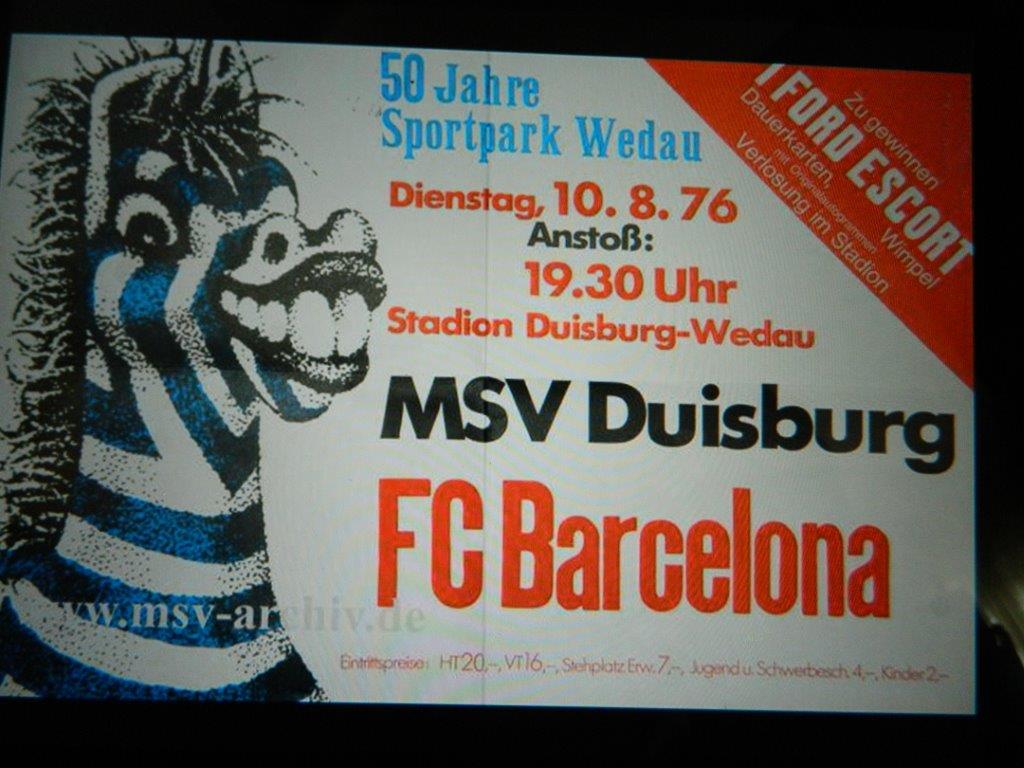 50 Jahre
Sportpark Wedau
Dienstag, 10. 8. 76
Anstoß:
19.30 Uhr
Stadion Duisburg-Wedau
MSV Duisburg
FC Barcelona
Zu gewinnen
1 FORD ESCORT
Dauerkarten, Wimpel
mit Originalautogrammen
Verlosung im Stadion
www.msv-archiv.de
Eintrittspreise: HT 20,–, VT 16,–, Stehplatz Erw. 7,–, Jugend u. Schwerbesch. 4,–, Kinder 2,–